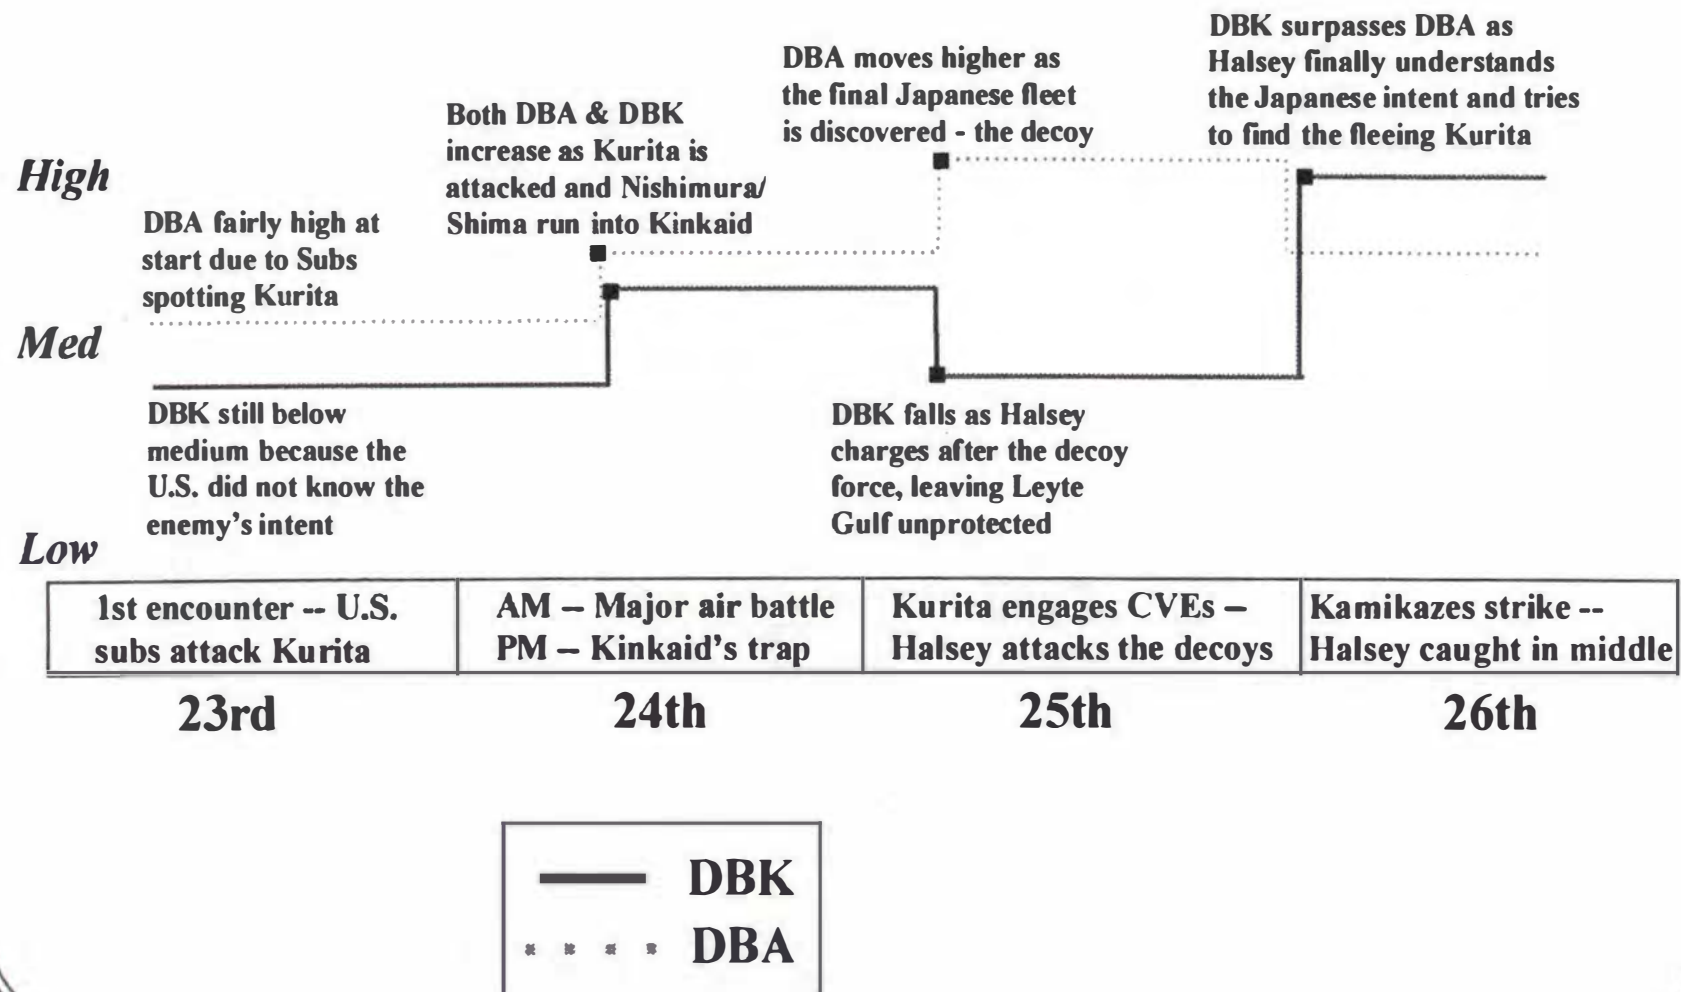 DBK surpasses DBA as
Halsey finally understands
the Japanese intent and tries
to find the fleeing Kurita
DBA moves higher as
the final Japanese fleet
is discovered - the decoy
Both DBA & DBK
increase as Kurita is
attacked and Nishimura/
Shima run into Kinkaid
High
DBA fairly high at
start due to Subs
spotting Kurita
Med
DBK still below
medium because the
U.S. did not know the
enemy's intent
DBK falls as Halsey
charges after the decoy
force, leaving Leyte
Gulf unprotected
Low
1st encounter -- U.S.
subs attack Kurita
AM – Major air battle
PM – Kinkaid's trap
Kurita engages CVEs –
Halsey attacks the decoys
Kamikazes strike --
Halsey caught in middle
23rd
24th
25th
26th
DBK
DBA